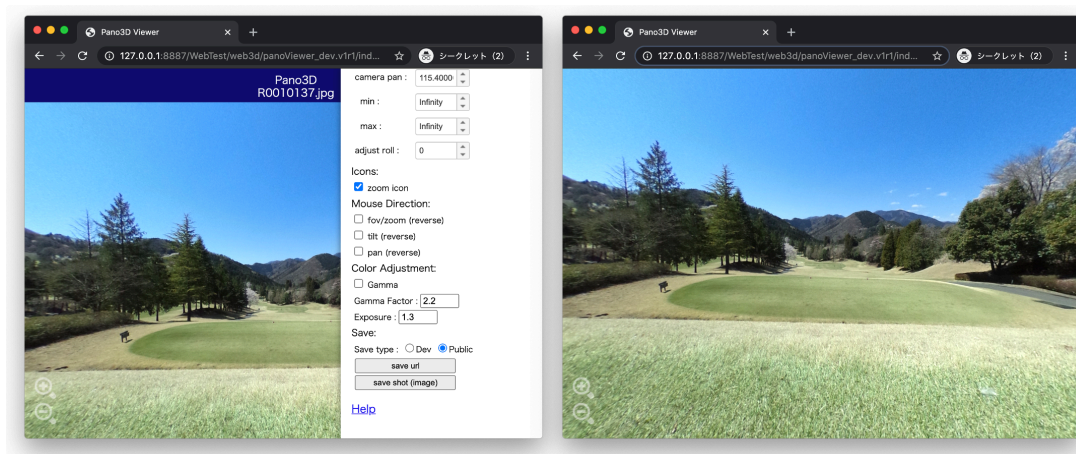 Pano3D Viewer
127.0.0.1:8887/WebTest/web3d/panoViewer_dev.v1r1/ind...
シークレット (2)
Pano3D
R0010137.jpg
camera pan : 115.4000
min : Infinity
max : Infinity
adjust roll : 0
Icons:
zoom icon
Mouse Direction:
fov/zoom (reverse)
tilt (reverse)
pan (reverse)
Color Adjustment:
Gamma
Gamma Factor : 2.2
Exposure : 1.3
Save:
Save type : Dev Public
save url
save shot (image)
Help
Pano3D Viewer
127.0.0.1:8887/WebTest/web3d/panoViewer_dev.v1r1/ind...
シークレット (2)